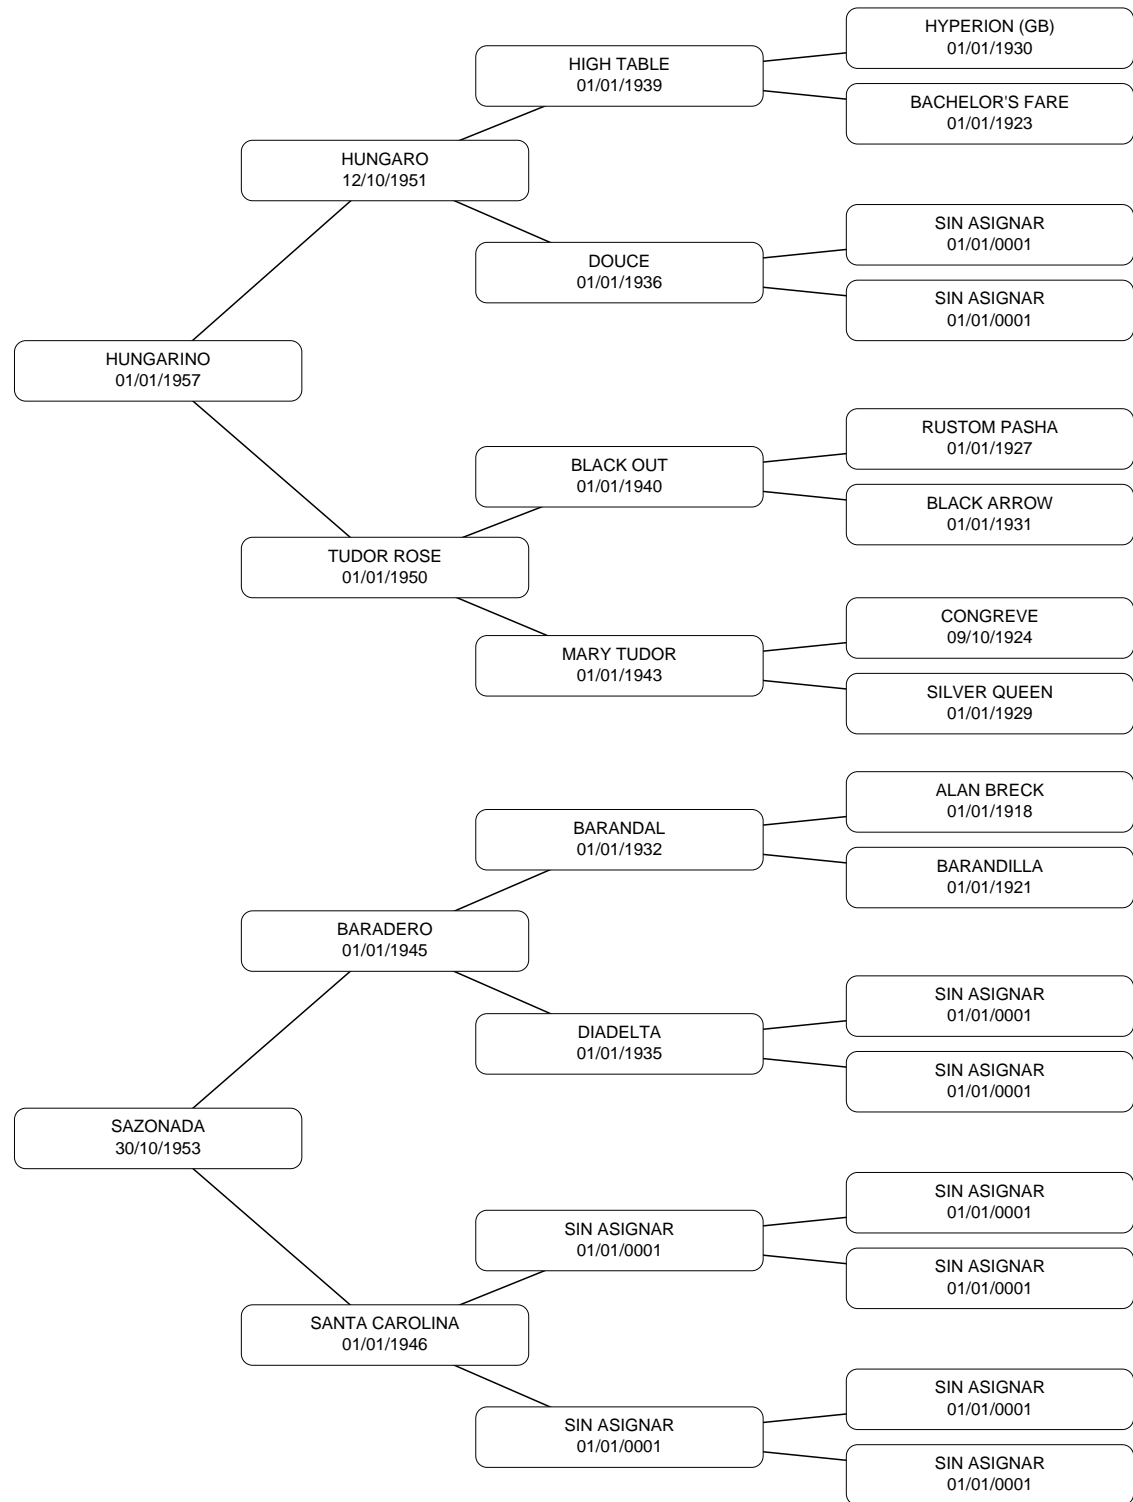 HYPERION (GB)
01/01/1930
HIGH TABLE
01/01/1939
BACHELOR'S FARE
01/01/1923
HUNGARO
12/10/1951
SIN ASIGNAR
01/01/0001
DOUCE
01/01/1936
SIN ASIGNAR
01/01/0001
HUNGARINO
01/01/1957
RUSTOM PASHA
01/01/1927
BLACK OUT
01/01/1940
BLACK ARROW
01/01/1931
TUDOR ROSE
01/01/1950
CONGREVE
09/10/1924
MARY TUDOR
01/01/1943
SILVER QUEEN
01/01/1929
ALAN BRECK
01/01/1918
BARANDAL
01/01/1932
BARANDILLA
01/01/1921
BARADERO
01/01/1945
SIN ASIGNAR
01/01/0001
DIADELTA
01/01/1935
SIN ASIGNAR
01/01/0001
SAZONADA
30/10/1953
SIN ASIGNAR
01/01/0001
SIN ASIGNAR
01/01/0001
SIN ASIGNAR
01/01/0001
SANTA CAROLINA
01/01/1946
SIN ASIGNAR
01/01/0001
SIN ASIGNAR
01/01/0001
SIN ASIGNAR
01/01/0001